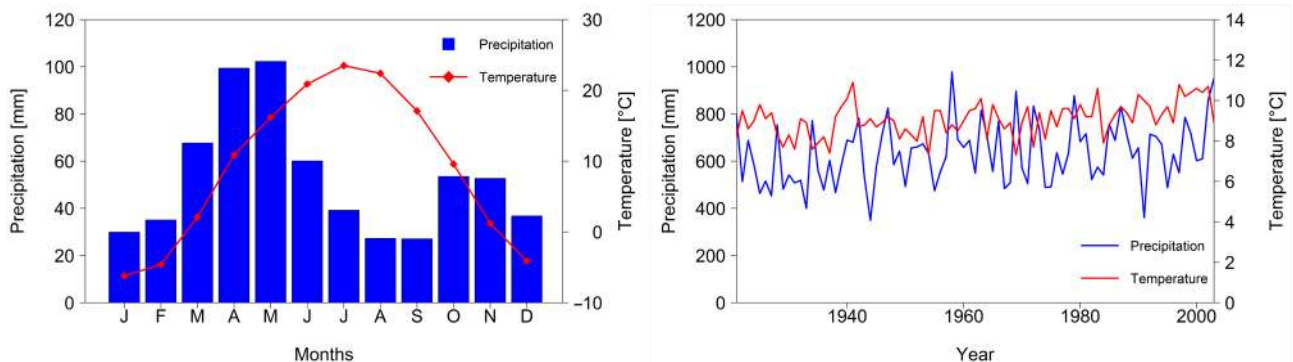 120
100
80
60
40
20
0
Precipitation [mm]
30
20
10
0
−10
Temperature [°C]
Precipitation
Temperature
J F M A M J J A S O N D
Months
1200
1000
800
600
400
200
0
Precipitation [mm]
14
12
10
8
6
4
2
0
Temperature [°C]
Precipitation
Temperature
1940 1960 1980 2000
Year